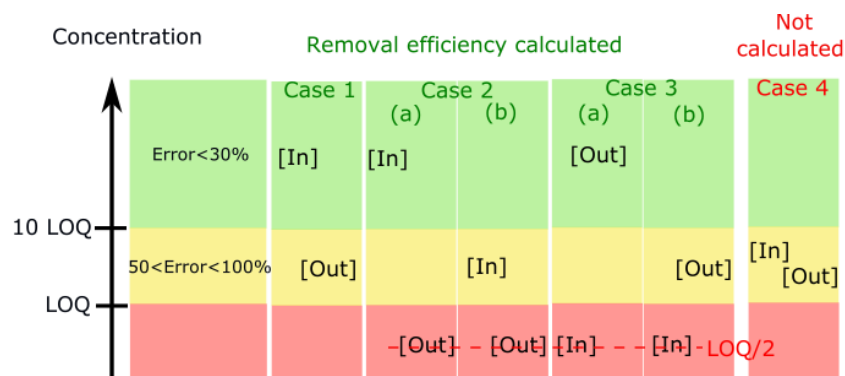 Not
Concentration Removal efficiency calculated calculated
Case 1 Case 2 Case 3 Case 4
(a) (b) (a) (b)
Error<30% [In] [In] [Out]
10 LOQ
50<Error<100% [Out] [In] [Out] [In] [Out]
LOQ
[Out] [Out] [In] [In] LOQ/2